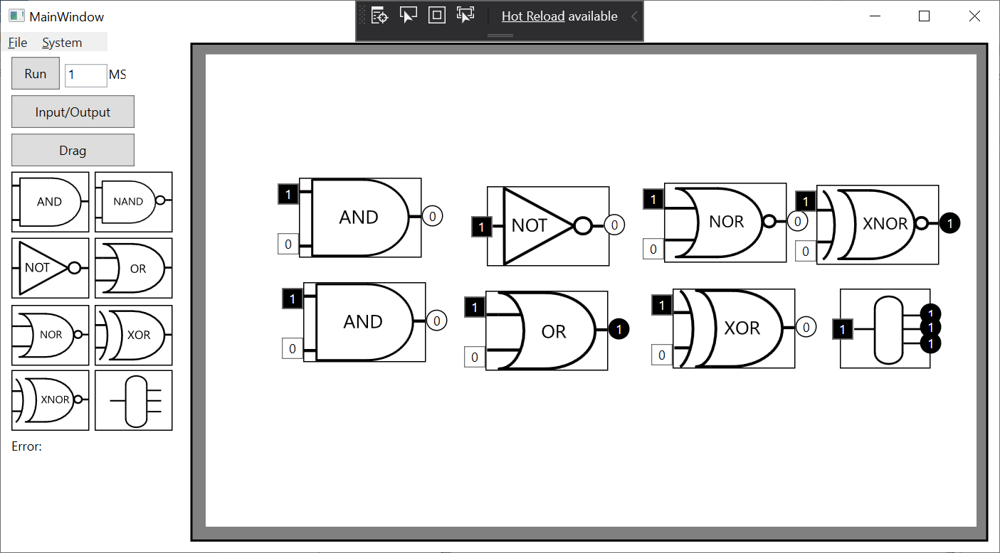 MainWindow
Hot Reload available
File System
Run 1 MS
Input/Output
Drag
AND NAND
NOT OR
NOR XOR
XNOR
Error:
1 AND 0 0
1 NOT 0
1 NOR 0 0
1 XNOR 1 0
1 AND 0 0
1 OR 1 0
1 XOR 0 0
1 1 1 1